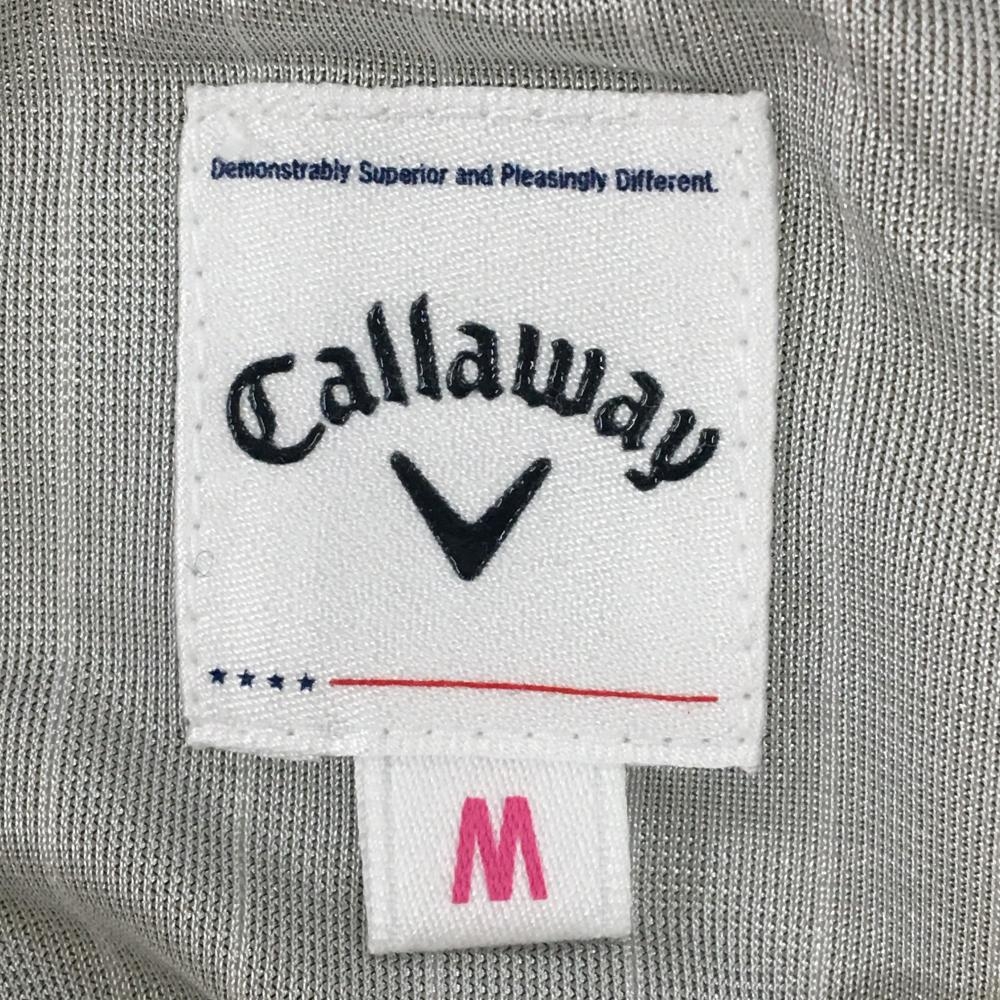 Demonstrably Superior and Pleasingly Different.
Callaway
M